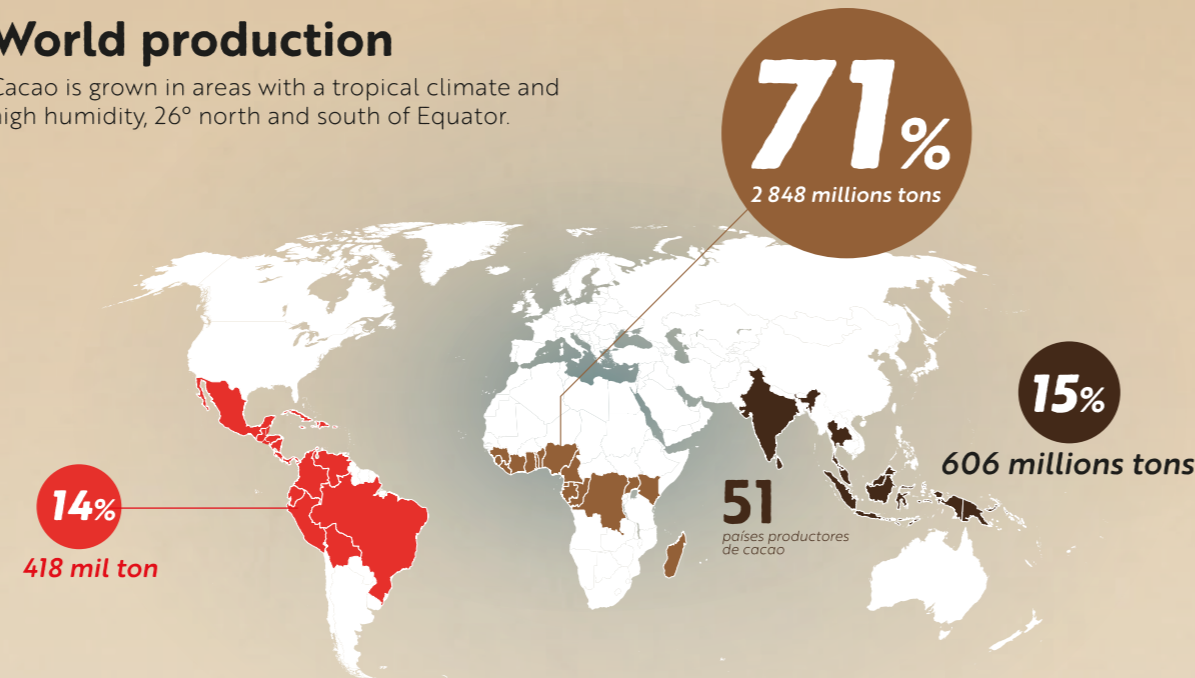 World production
Cacao is grown in areas with a tropical climate and
high humidity, 26° north and south of Equator.
71%
2 848 millions tons
15%
606 millions tons
14%
418 mil ton
51
países productores
de cacao